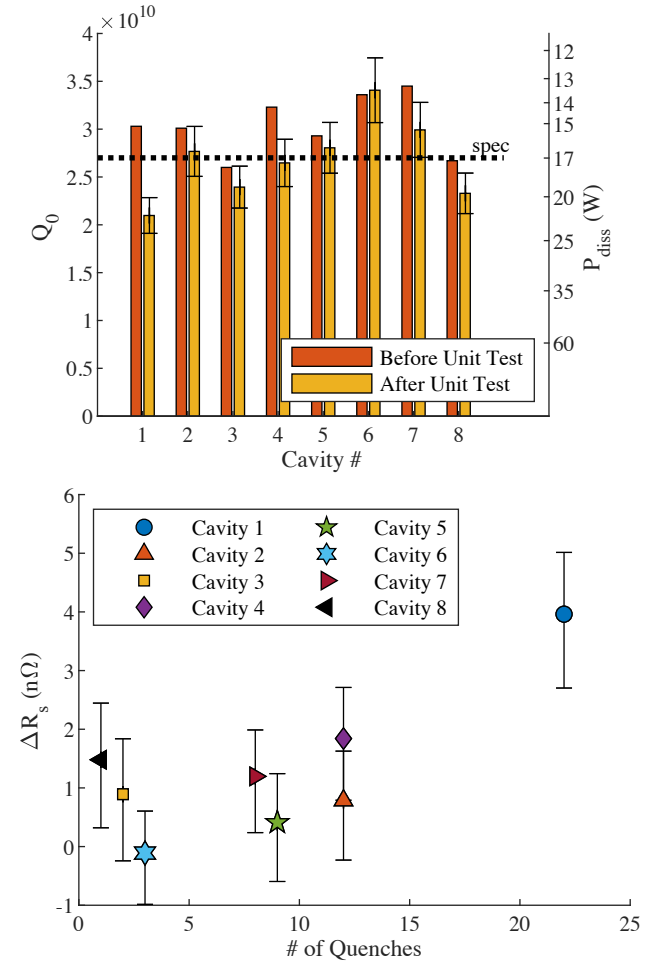 × 10^10
4
3.5
3
2.5
2
1.5
1
0.5
0
Q_0
12
13
14
15
17
20
25
35
60
P_diss (W)
spec
Before Unit Test
After Unit Test
1 2 3 4 5 6 7 8
Cavity #
6
5
4
3
2
1
0
-1
ΔR_s (nΩ)
Cavity 1
Cavity 2
Cavity 3
Cavity 4
Cavity 5
Cavity 6
Cavity 7
Cavity 8
0 5 10 15 20 25
# of Quenches